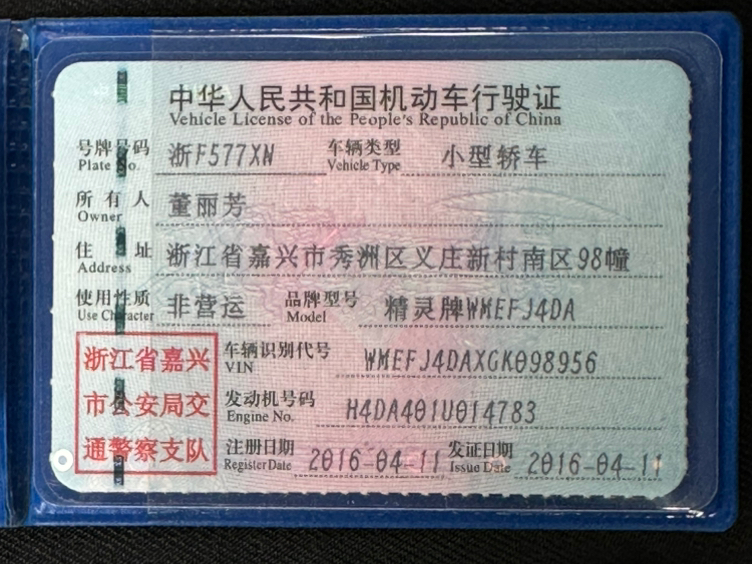 中华人民共和国机动车行驶证
Vehicle License of the People's Republic of China
号牌号码 浙F577XN 车辆类型 小型轿车
Plate No. Vehicle Type
所有人 董丽芳
Owner
住址 浙江省嘉兴市秀洲区义庄新村南区98幢
Address
使用性质 非营运 品牌型号 精灵牌WMEFJ4DA
Use Character Model
浙江省嘉兴
市公安局交
通警察支队
车辆识别代号 WMEFJ4DAXGK098956
VIN
发动机号码 H4DA401U014783
Engine No.
注册日期 2016-04-11 发证日期 2016-04-11
Register Date Issue Date